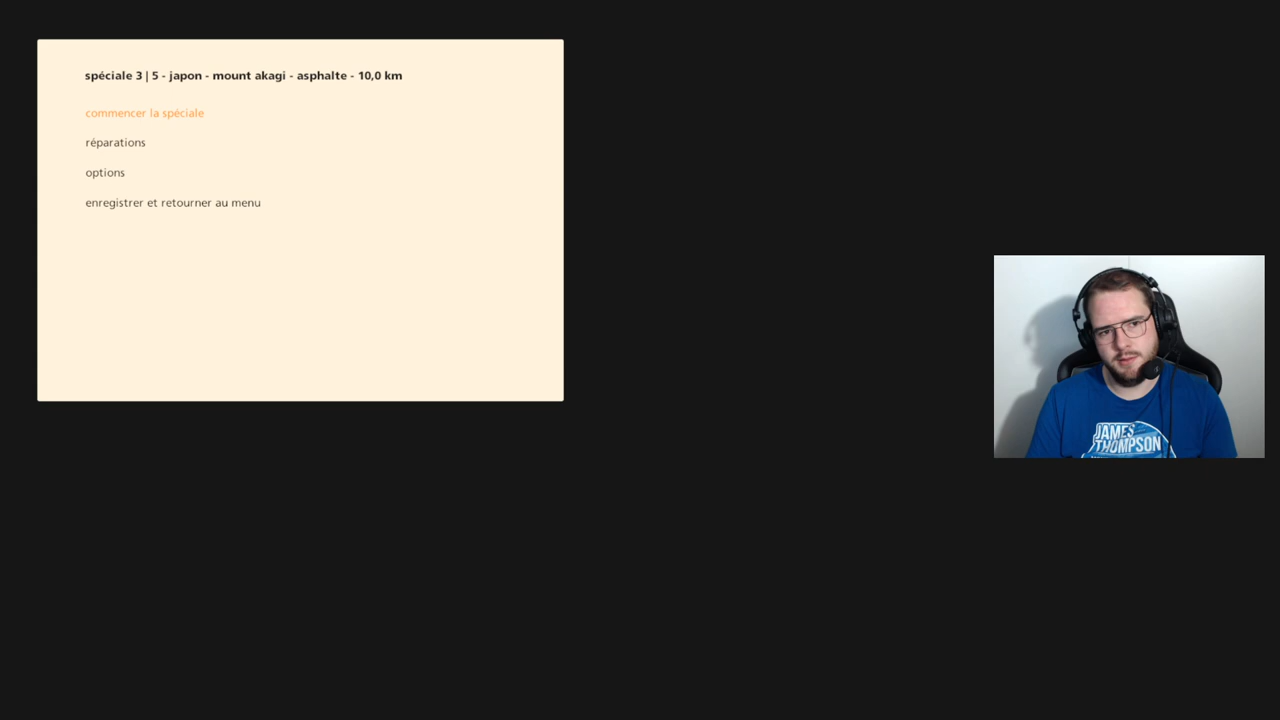 spéciale 3 | 5 - japon - mount akagi - asphalte - 10,0 km
commencer la spéciale
réparations
options
enregistrer et retourner au menu
JAMES
THOMPSON